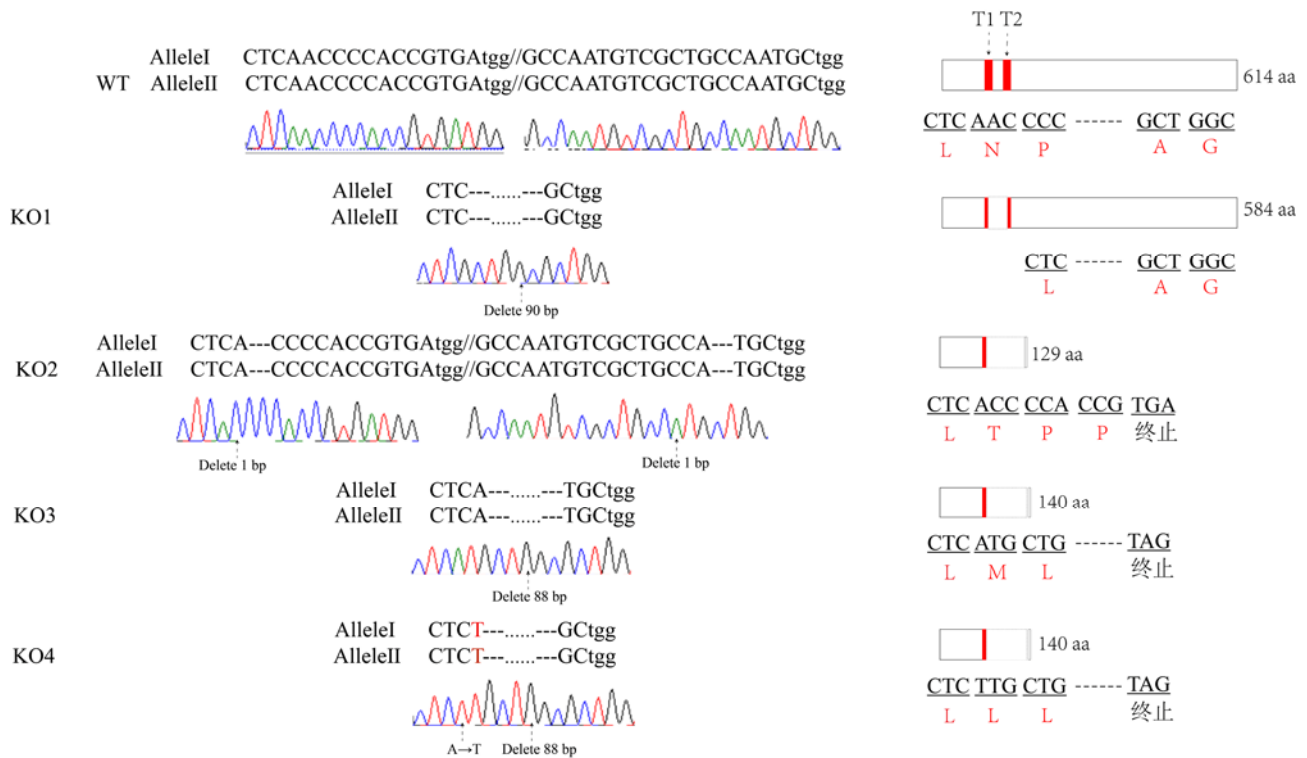 T1 T2
AlleleI CTCAACCCCACCGTGAtgg//GCCAATGTCGCTGCCAATGCtgg
WT AlleleII CTCAACCCCACCGTGAtgg//GCCAATGTCGCTGCCAATGCtgg
614 aa
CTC AAC CCC ------ GCT GGC
L N P A G
AlleleI CTC---......---GCtgg
KO1 AlleleII CTC---......---GCtgg
584 aa
Delete 90 bp
CTC ------ GCT GGC
L A G
AlleleI CTCA---CCCCACCGTGAtgg//GCCAATGTCGCTGCCA---TGCtgg
KO2 AlleleII CTCA---CCCCACCGTGAtgg//GCCAATGTCGCTGCCA---TGCtgg
129 aa
CTC ACC CCA CCG TGA
L T P P 终止
Delete 1 bp Delete 1 bp
AlleleI CTCA---......---TGCtgg
KO3 AlleleII CTCA---......---TGCtgg
140 aa
CTC ATG CTG ------ TAG
L M L 终止
Delete 88 bp
AlleleI CTCT---......---GCtgg
KO4 AlleleII CTCT---......---GCtgg
140 aa
CTC TTG CTG ------ TAG
L L L 终止
A→T Delete 88 bp